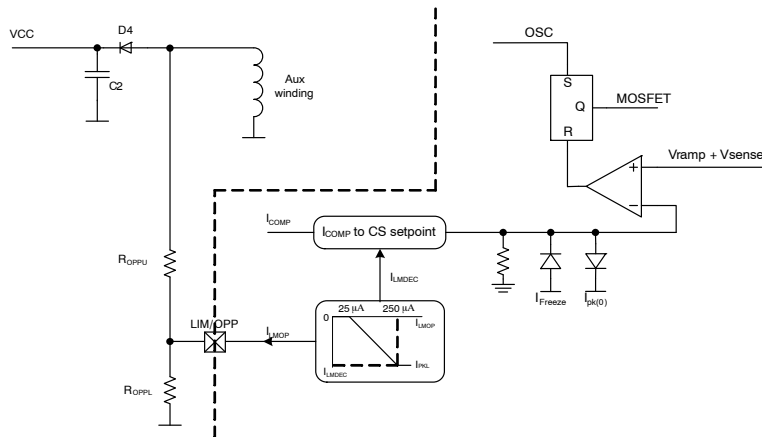 VCC
D4
C2
Aux
winding
OSC
S
Q
R
MOSFET
+
Vramp + Vsense
−
ICOMP
ICOMP to CS setpoint
ROPPU
ILMDEC
IFreeze
Ipk(0)
LIM/OPP
ILMOP
25 µA
250 µA
0
ILMOP
IPKL
ILMDEC
ROPPL